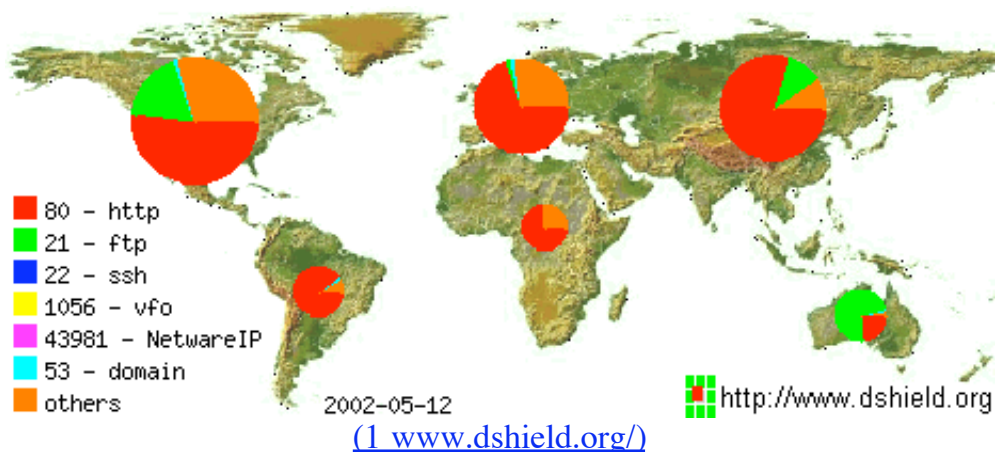 80 - http
21 - ftp
22 - ssh
1056 - vfo
43981 - NetwareIP
53 - domain
others
2002-05-12
http://www.dshield.org
(1 www.dshield.org/)